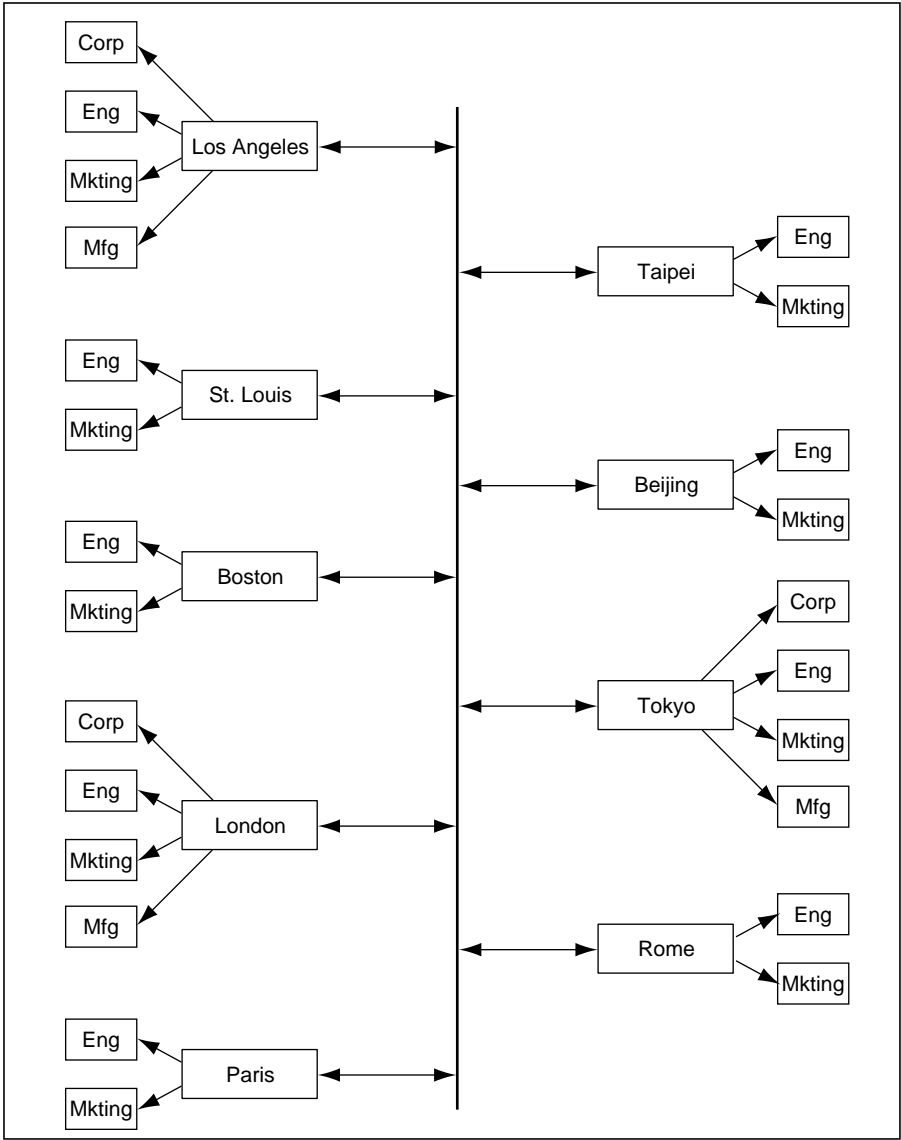 Corp
Eng
Los Angeles
Mkting
Mfg
Eng
Taipei
Mkting
Eng
St. Louis
Mkting
Eng
Beijing
Mkting
Eng
Boston
Mkting
Corp
Eng
Tokyo
Mkting
Mfg
Corp
Eng
London
Mkting
Mfg
Eng
Rome
Mkting
Eng
Paris
Mkting